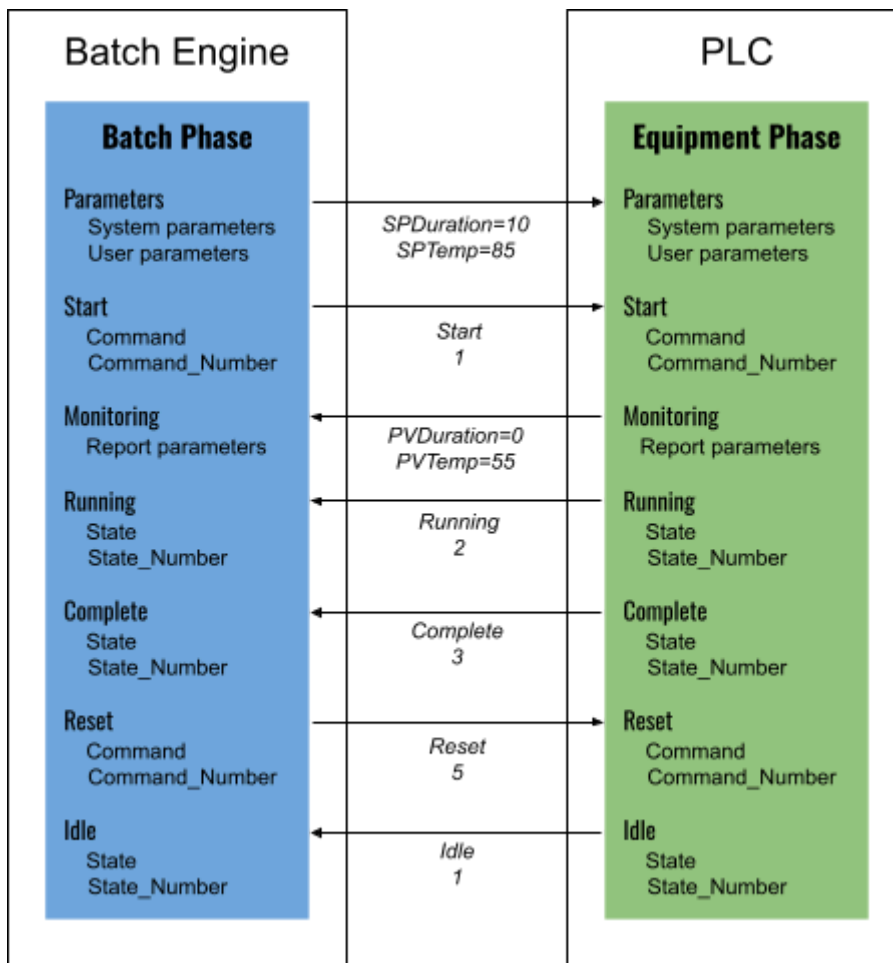 Batch Engine
Batch Phase
Parameters
System parameters
User parameters
Start
Command
Command_Number
Monitoring
Report parameters
Running
State
State_Number
Complete
State
State_Number
Reset
Command
Command_Number
Idle
State
State_Number
SPDuration=10
SPTemp=85
Start
1
PVDuration=0
PVTemp=55
Running
2
Complete
3
Reset
5
Idle
1
PLC
Equipment Phase
Parameters
System parameters
User parameters
Start
Command
Command_Number
Monitoring
Report parameters
Running
State
State_Number
Complete
State
State_Number
Reset
Command
Command_Number
Idle
State
State_Number